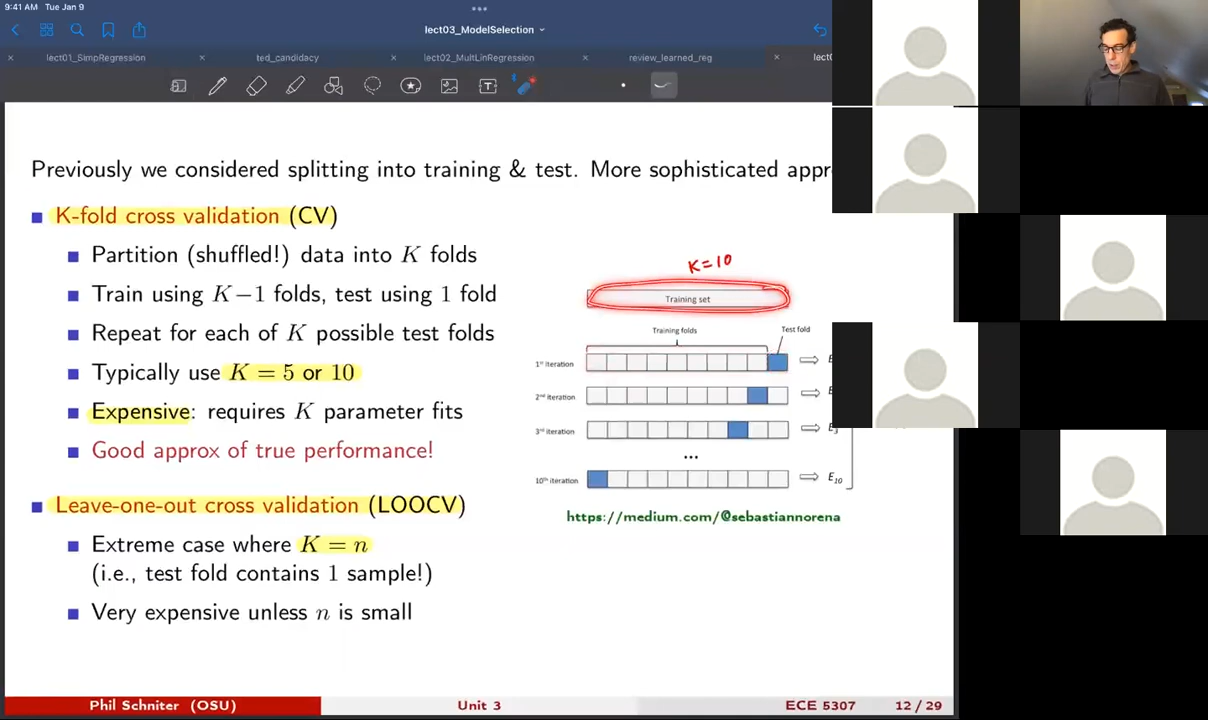 9:41 AM Tue Jan 9
lect03_ModelSelection
lect01_SimpRegression
ted_candidacy
lect02_MultLinRegression
review_learned_reg
Previously we considered splitting into training & test. More sophisticated
K-fold cross validation (CV)
Partition (shuffled!) data into K folds
Train using K−1 folds, test using 1 fold
Repeat for each of K possible test folds
Typically use K = 5 or 10
Expensive: requires K parameter fits
Good approx of true performance!
K=10
Training set
Training folds
Test fold
1st iteration
2nd iteration
3rd iteration
...
10th iteration
E10
https://medium.com/@sebastiannorena
Leave-one-out cross validation (LOOCV)
Extreme case where K = n
(i.e., test fold contains 1 sample!)
Very expensive unless n is small
Phil Schniter (OSU)
Unit 3
ECE 5307
12 / 29